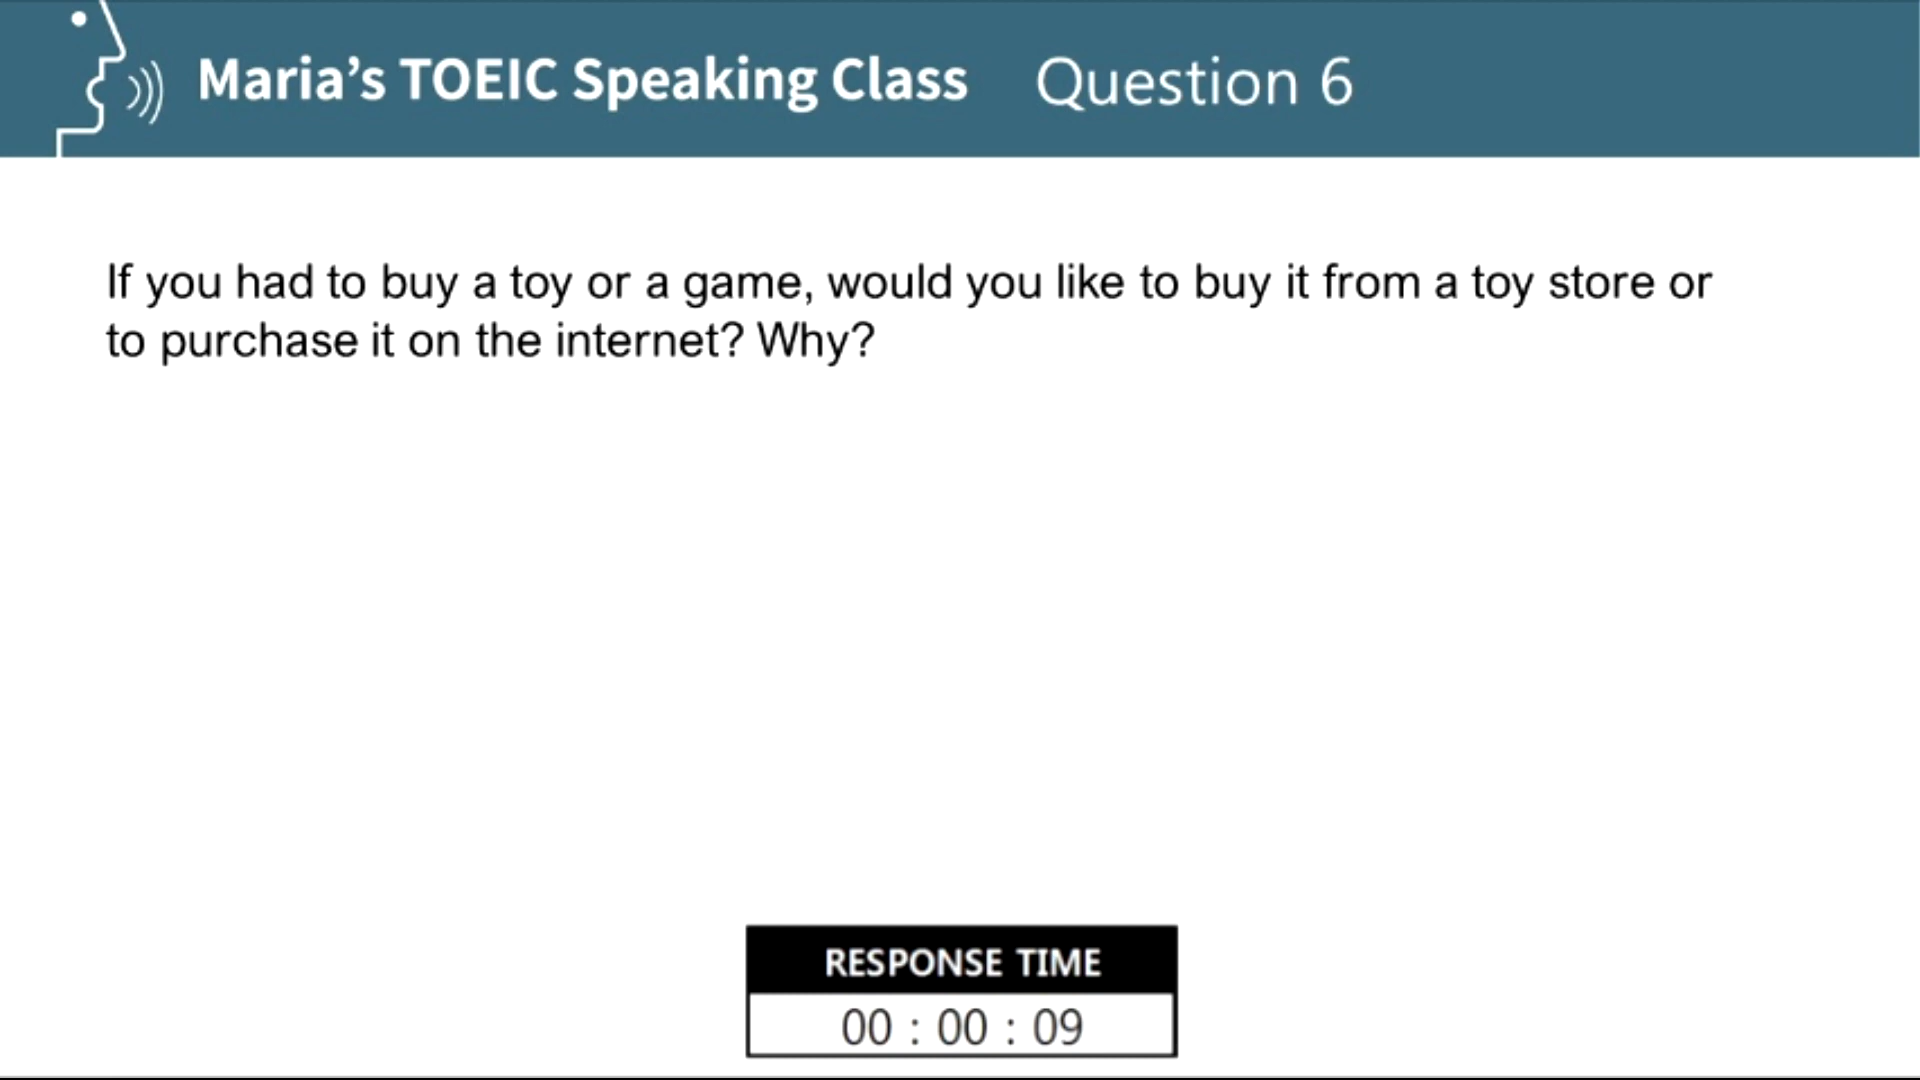 Maria’s TOEIC Speaking Class Question 6
If you had to buy a toy or a game, would you like to buy it from a toy store or
to purchase it on the internet? Why?
RESPONSE TIME
00 : 00 : 09